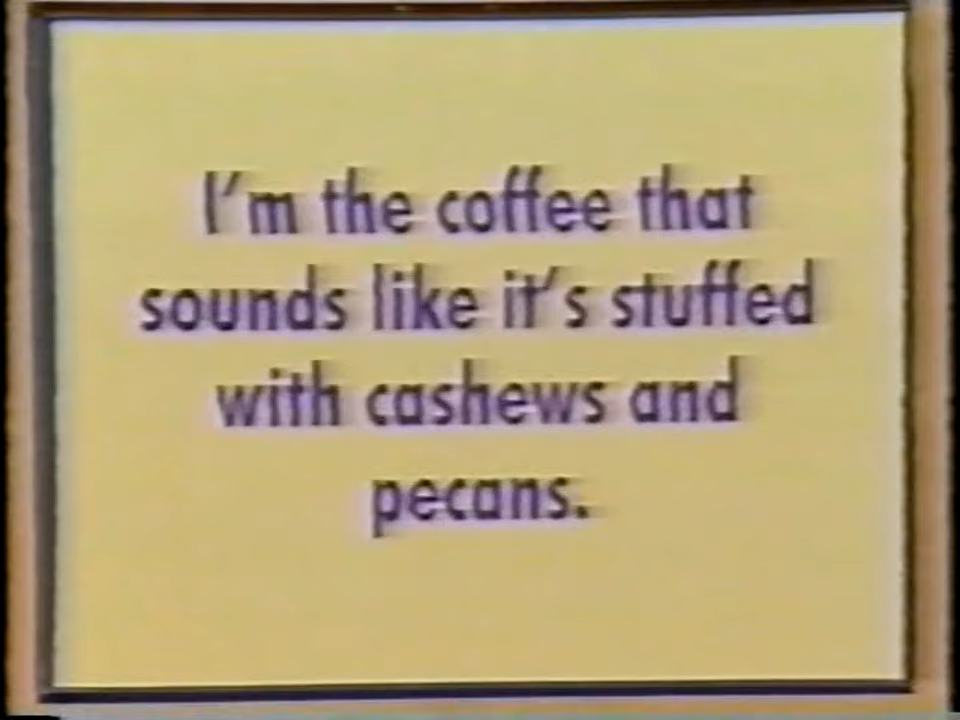 I'm the coffee that
sounds like it's stuffed
with cashews and
pecans.